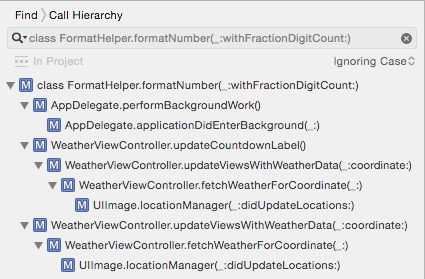 Find Call Hierarchy
class FormatHelper.formatNumber(_:withFractionDigitCount:)
In Project Ignoring Case
M class FormatHelper.formatNumber(_:withFractionDigitCount:)
M AppDelegate.performBackgroundWork()
M AppDelegate.applicationDidEnterBackground(_:)
M WeatherViewController.updateCountdownLabel()
M WeatherViewController.updateViewsWithWeatherData(_:coordinate:)
M WeatherViewController.fetchWeatherForCoordinate(_:)
M UIImage.locationManager(_:didUpdateLocations:)
M WeatherViewController.updateViewsWithWeatherData(_:coordinate:)
M WeatherViewController.fetchWeatherForCoordinate(_:)
M UIImage.locationManager(_:didUpdateLocations:)